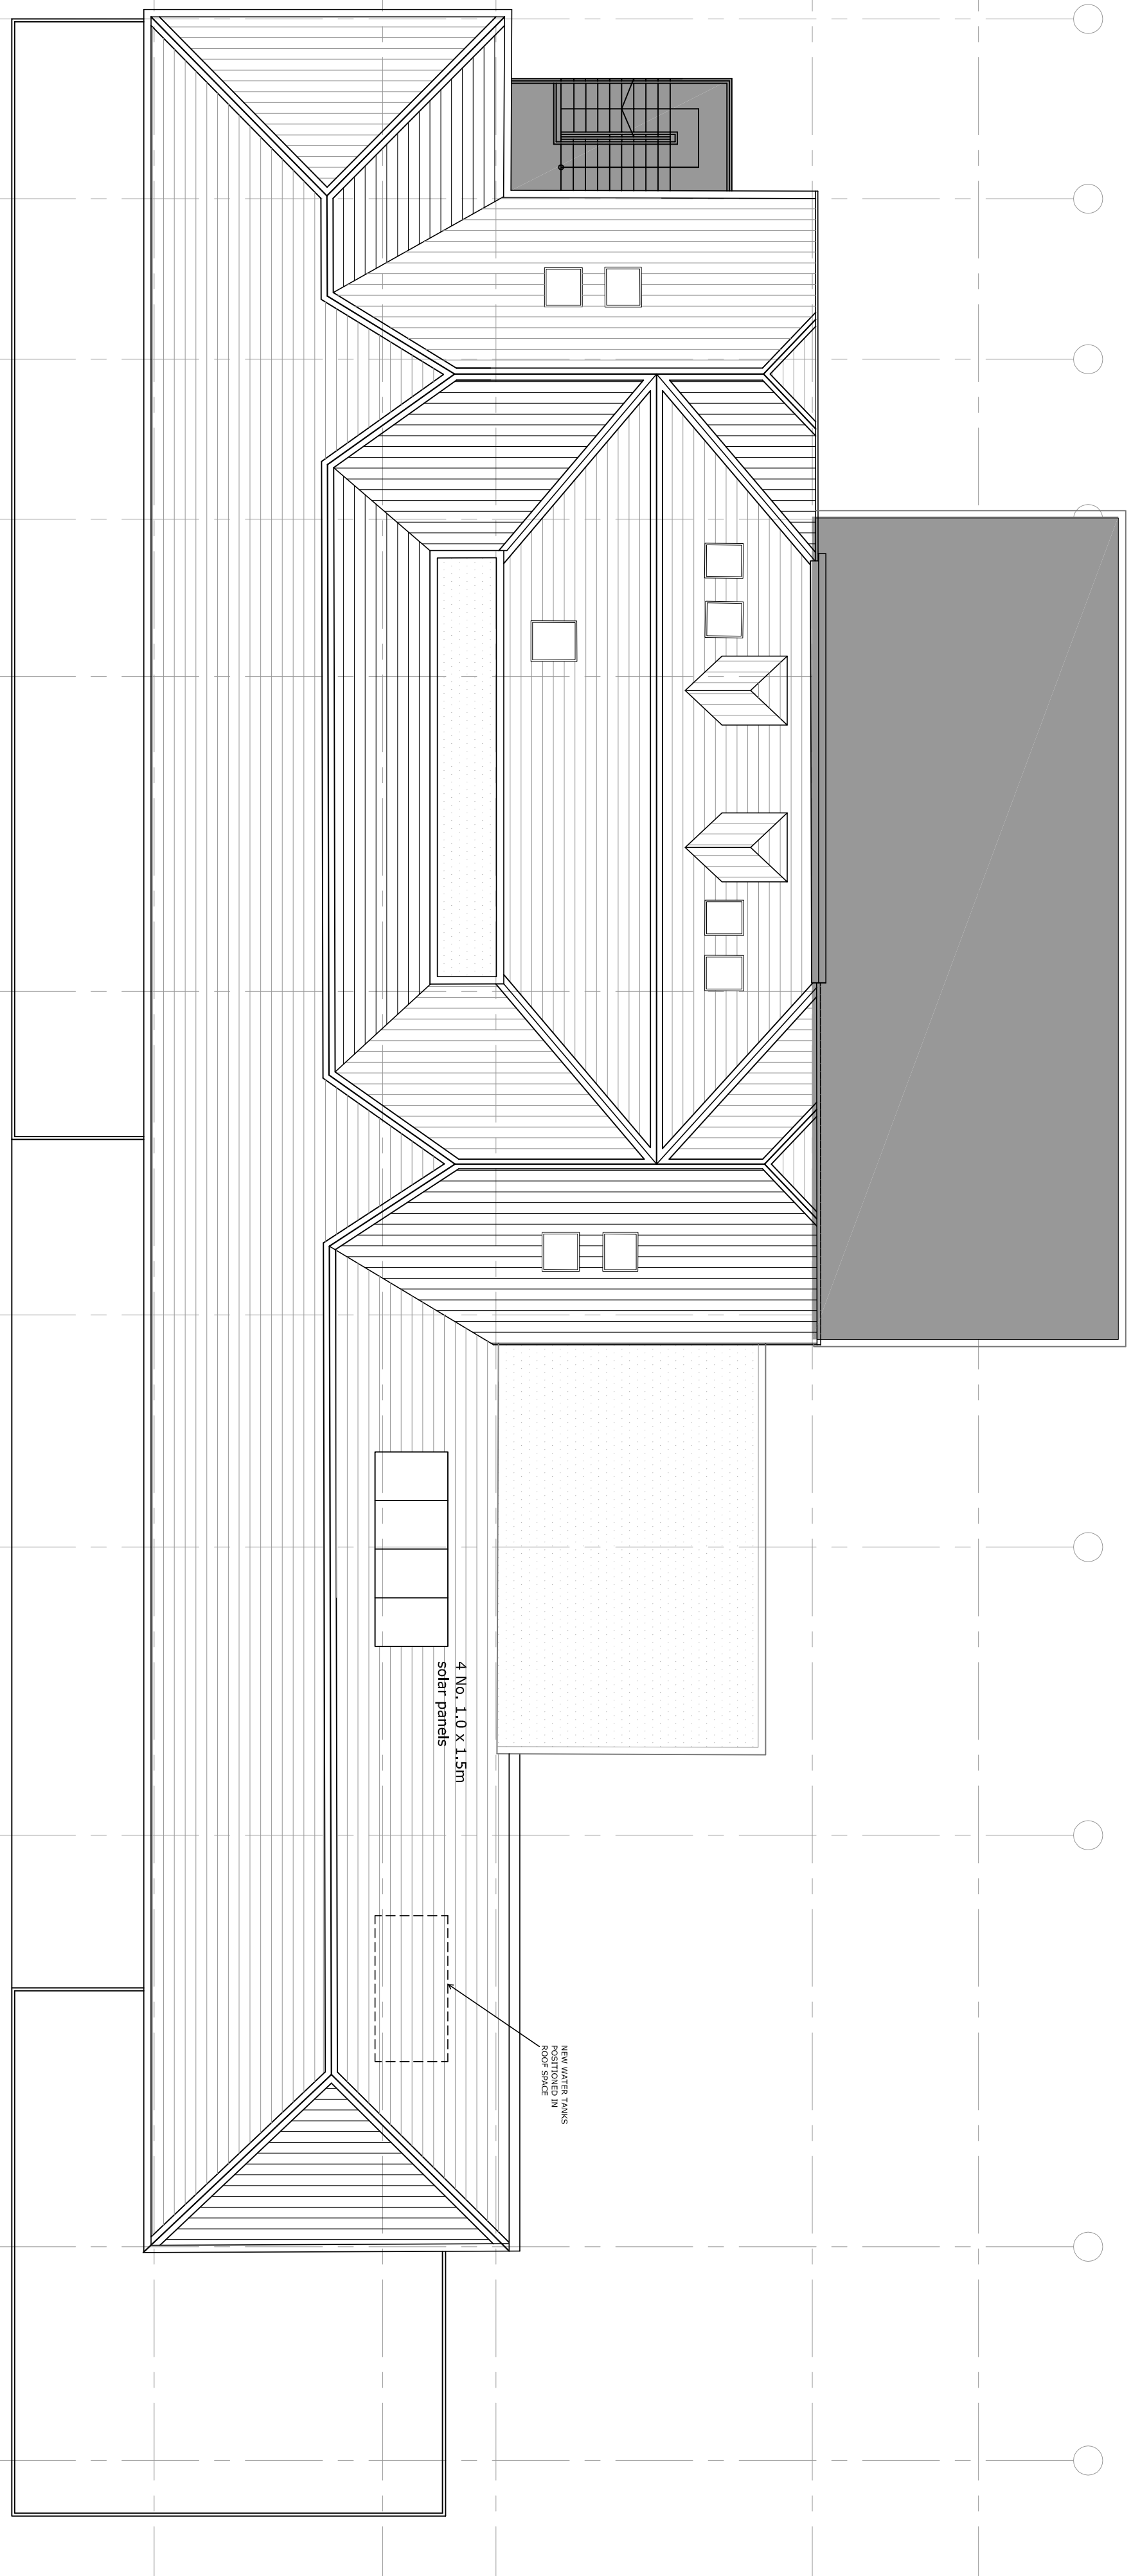 4 No. 1.0 x 1.5m
solar panels
NEW WATER TANKS
POSITIONED IN
ROOF SPACE